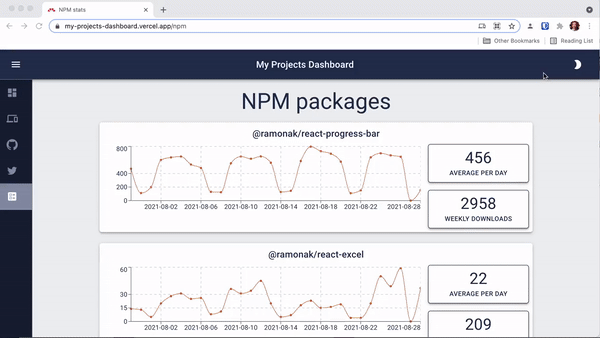 NPM stats
my-projects-dashboard.vercel.app/npm
Other Bookmarks
Reading List
My Projects Dashboard
NPM packages
@ramonak/react-progress-bar
800
400
200
0
2021-08-02 2021-08-06 2021-08-10 2021-08-14 2021-08-18 2021-08-22 2021-08-28
456
AVERAGE PER DAY
2958
WEEKLY DOWNLOADS
@ramonak/react-excel
60
30
15
0
2021-08-02 2021-08-06 2021-08-10 2021-08-14 2021-08-18 2021-08-22 2021-08-28
22
AVERAGE PER DAY
209